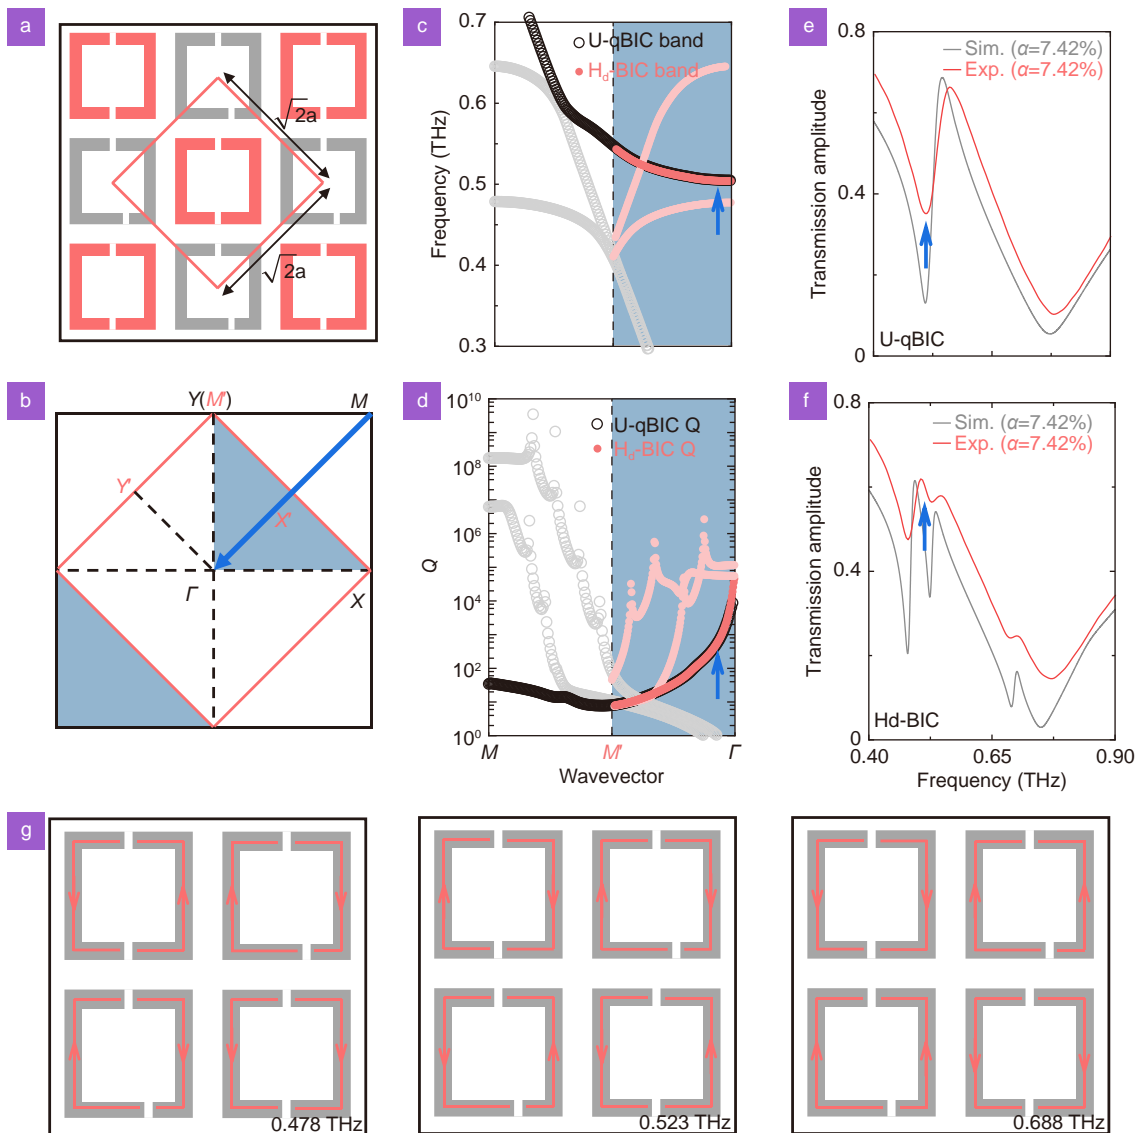 a
√2a
√2a
b
Y(M′)
M
Y′
X′
Γ
X
c
0.7
0.6
0.5
0.4
0.3
Frequency (THz)
U-qBIC band
Hd-BIC band
d
10^10
10^8
10^6
10^4
10^2
10^0
Q
U-qBIC Q
Hd-BIC Q
M
M′
Γ
Wavevector
e
0.8
0.4
0
Transmission amplitude
Sim. (α=7.42%)
Exp. (α=7.42%)
U-qBIC
f
0.8
0.4
0
Transmission amplitude
Sim. (α=7.42%)
Exp. (α=7.42%)
Hd-BIC
0.40
0.65
0.90
Frequency (THz)
g
0.478 THz
0.523 THz
0.688 THz